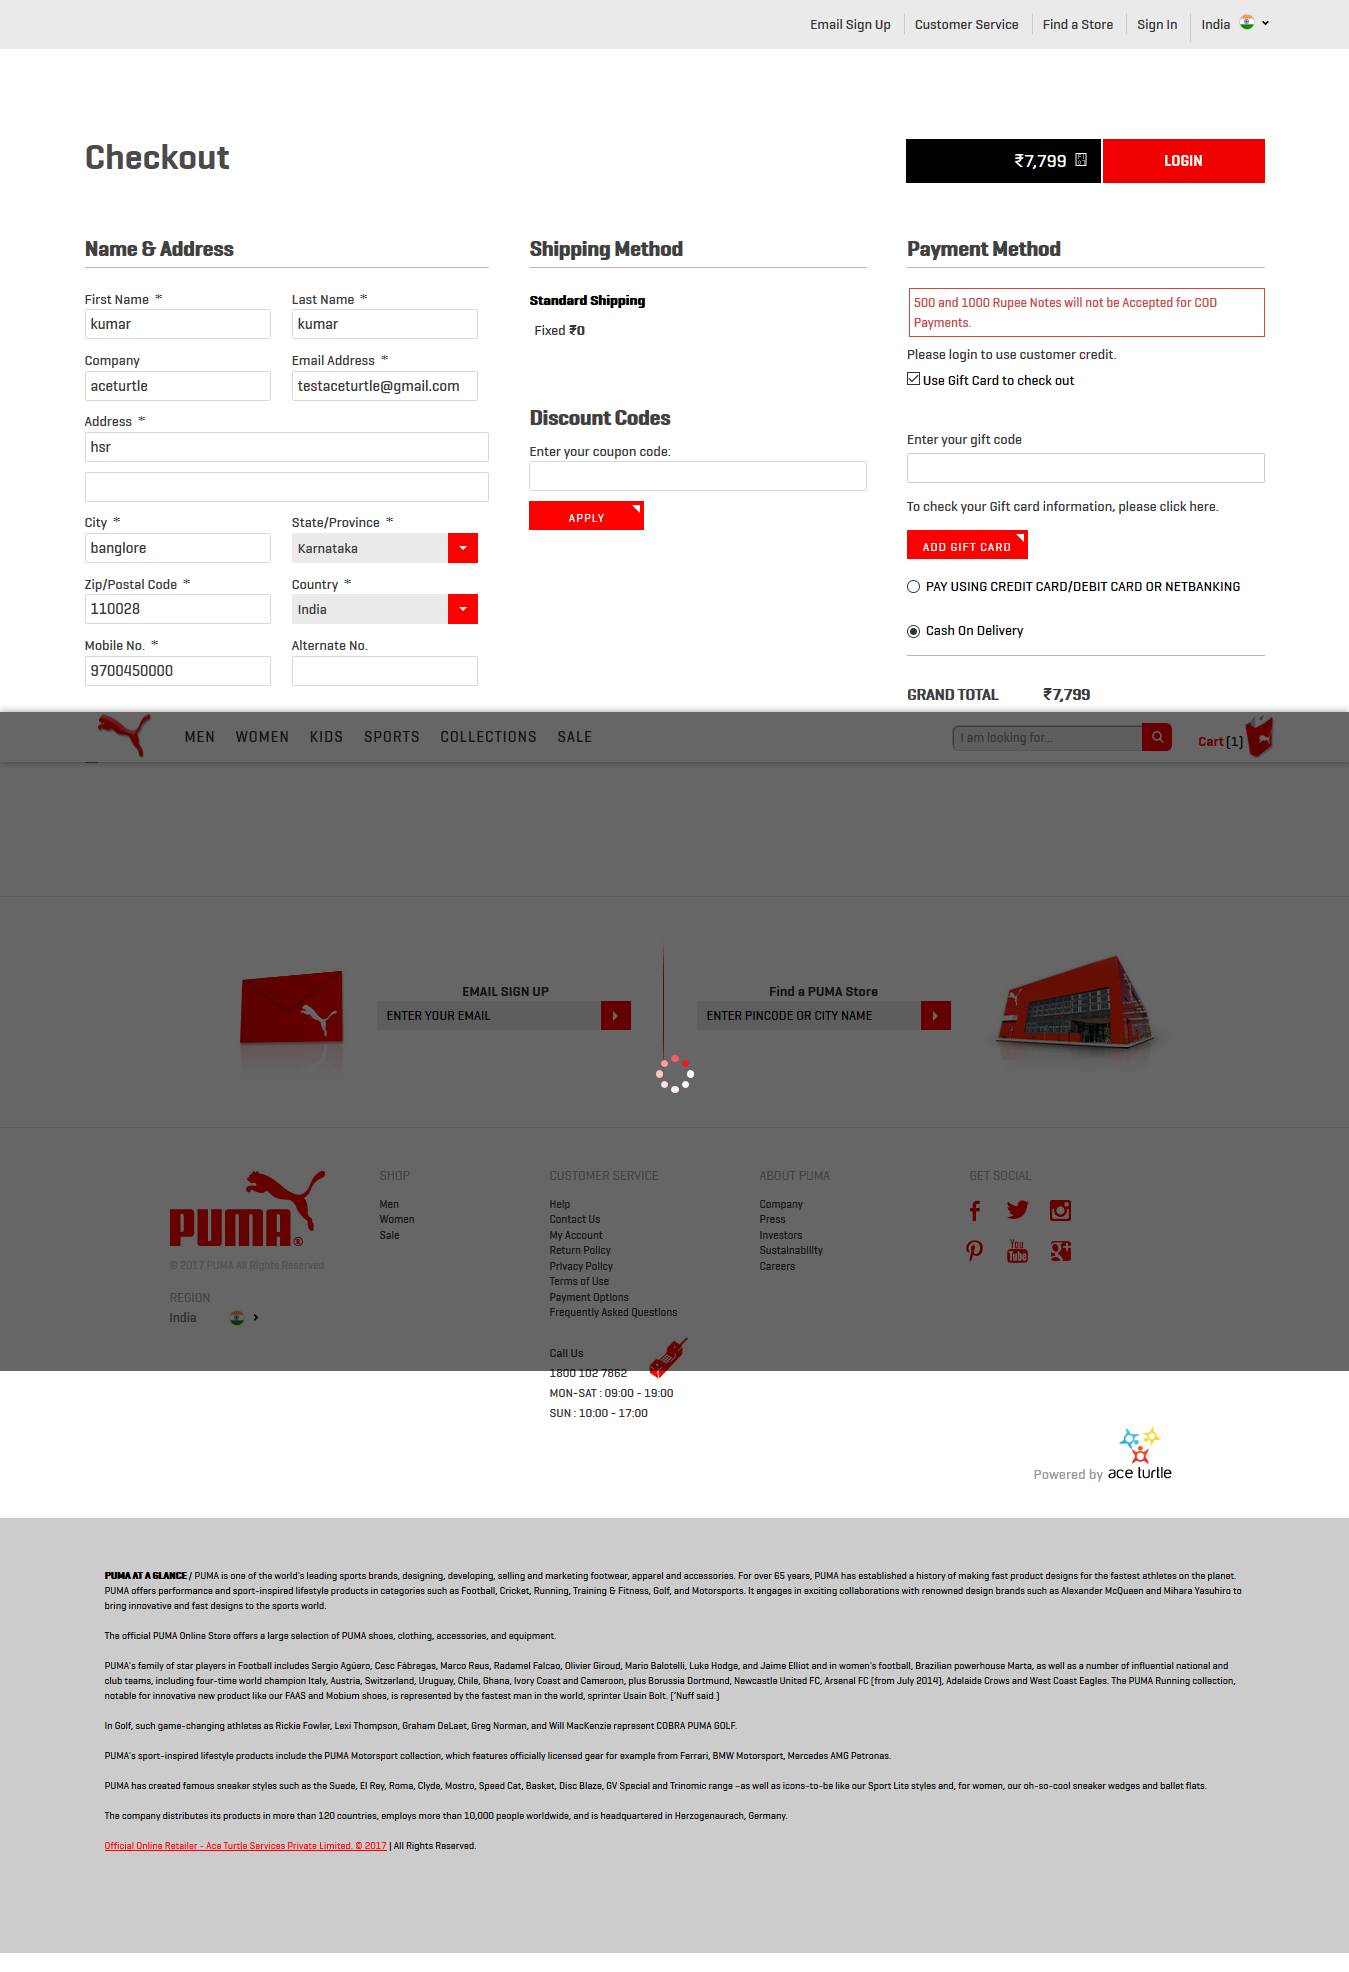 Email Sign Up
Customer Service
Find a Store
Sign In
India
Checkout
₹7,799
LOGIN
Name & Address
First Name *
Last Name *
kumar
kumar
Company
Email Address *
aceturtle
testaceturtle@gmail.com
Address *
hsr
City *
State/Province *
banglore
Karnataka
Zip/Postal Code *
Country *
110028
India
Mobile No. *
Alternate No.
9700450000
Shipping Method
Standard Shipping
Fixed ₹0
Discount Codes
Enter your coupon code:
APPLY
Payment Method
500 and 1000 Rupee Notes will not be Accepted for COD
Payments.
Please login to use customer credit.
Use Gift Card to check out
Enter your gift code
To check your Gift card information, please click here.
ADD GIFT CARD
PAY USING CREDIT CARD/DEBIT CARD OR NETBANKING
Cash On Delivery
GRAND TOTAL ₹7,799
MEN WOMEN KIDS SPORTS COLLECTIONS SALE
I am looking for...
Cart (1)
EMAIL SIGN UP
ENTER YOUR EMAIL
Find a PUMA Store
ENTER PINCODE OR CITY NAME
PUMA®
© 2017 PUMA All Rights Reserved
REGION
India
SHOP
Men
Women
Sale
CUSTOMER SERVICE
Help
Contact Us
My Account
Return Policy
Privacy Policy
Terms of Use
Payment Options
Frequently Asked Questions
Call Us
1800 102 7862
MON-SAT : 09:00 - 19:00
SUN : 10:00 - 17:00
ABOUT PUMA
Company
Press
Investors
Sustainability
Careers
GET SOCIAL
You
Tube
Powered by ace turtle
PUMA AT A GLANCE / PUMA is one of the world's leading sports brands, designing, developing, selling and marketing footwear, apparel and accessories. For over 65 years, PUMA has established a history of making fast product designs for the fastest athletes on the planet.
PUMA offers performance and sport-inspired lifestyle products in categories such as Football, Cricket, Running, Training & Fitness, Golf, and Motorsports. It engages in exciting collaborations with renowned design brands such as Alexander McQueen and Mihara Yasuhiro to
bring innovative and fast designs to the sports world.
The official PUMA Online Store offers a large selection of PUMA shoes, clothing, accessories, and equipment.
PUMA's family of star players in Football includes Sergio Agüero, Cesc Fàbregas, Marco Reus, Radamel Falcao, Olivier Giroud, Mario Balotelli, Luke Hodge, and Jaime Elliot and in women's football, Brazilian powerhouse Marta, as well as a number of influential national and
club teams, including four-time world champion Italy, Austria, Switzerland, Uruguay, Chile, Ghana, Ivory Coast and Cameroon, plus Borussia Dortmund, Newcastle United FC, Arsenal FC (from July 2014), Adelaide Crows and West Coast Eagles. The PUMA Running collection,
notable for innovative new product like our FAAS and Mobium shoes, is represented by the fastest man in the world, sprinter Usain Bolt. ('Nuff said.)
In Golf, such game-changing athletes as Rickie Fowler, Lexi Thompson, Graham DeLaet, Greg Norman, and Will MacKenzie represent COBRA PUMA GOLF.
PUMA's sport-inspired lifestyle products include the PUMA Motorsport collection, which features officially licensed gear for example from Ferrari, BMW Motorsport, Mercedes AMG Petronas.
PUMA has created famous sneaker styles such as the Suede, El Rey, Roma, Clyde, Mostro, Speed Cat, Basket, Disc Blaze, GV Special and Trinomic range –as well as icons-to-be like our Sport Lite styles and, for women, our oh-so-cool sneaker wedges and ballet flats.
The company distributes its products in more than 120 countries, employs more than 10,000 people worldwide, and is headquartered in Herzogenaurach, Germany.
Official Online Retailer - Ace Turtle Services Private Limited. © 2017 | All Rights Reserved.